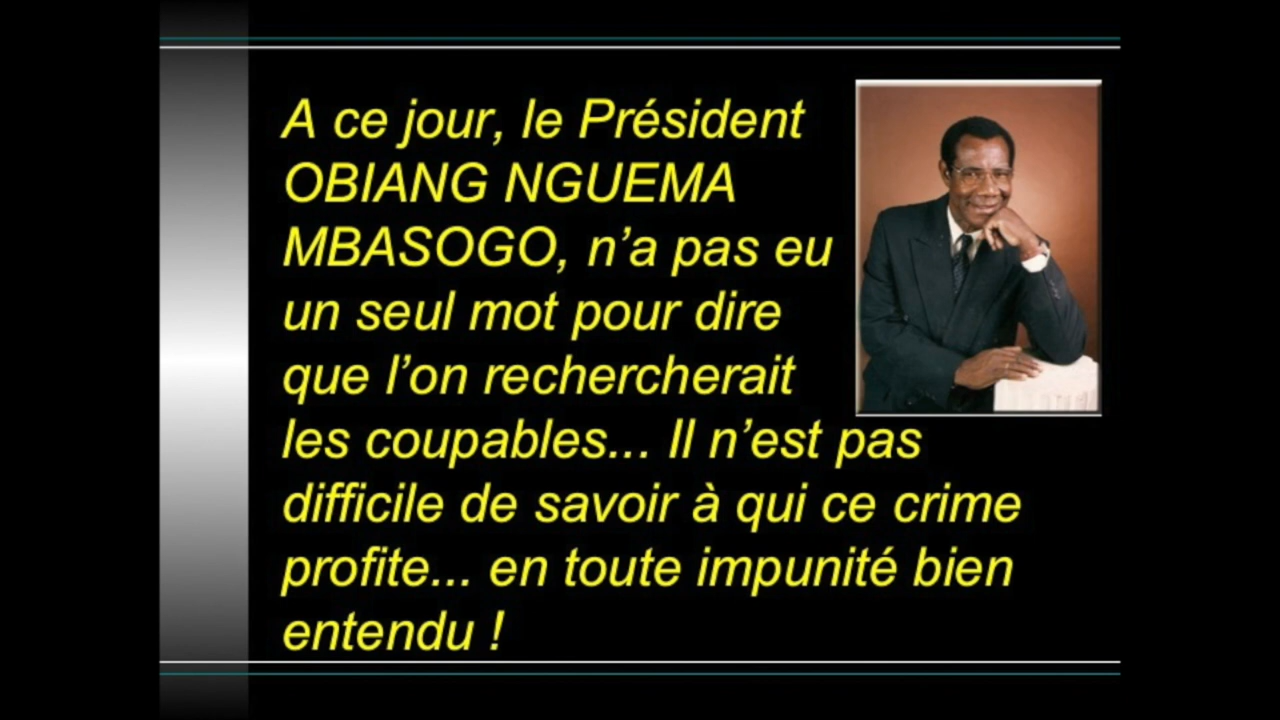 A ce jour, le Président
OBIANG NGUEMA
MBASOGO, n’a pas eu
un seul mot pour dire
que l’on rechercherait
les coupables... Il n’est pas
difficile de savoir à qui ce crime
profite... en toute impunité bien
entendu !